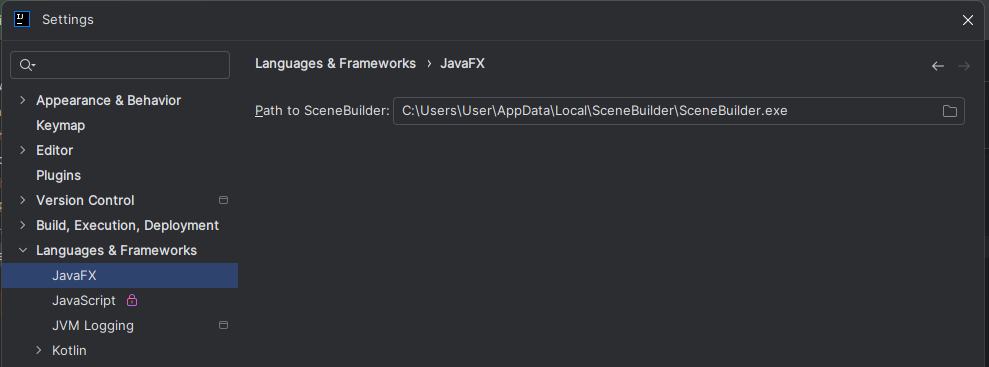 IJ
Settings
Languages & Frameworks › JavaFX
Appearance & Behavior
Path to SceneBuilder: C:\Users\User\AppData\Local\SceneBuilder\SceneBuilder.exe
Keymap
Editor
Plugins
Version Control
Build, Execution, Deployment
Languages & Frameworks
JavaFX
JavaScript
JVM Logging
Kotlin